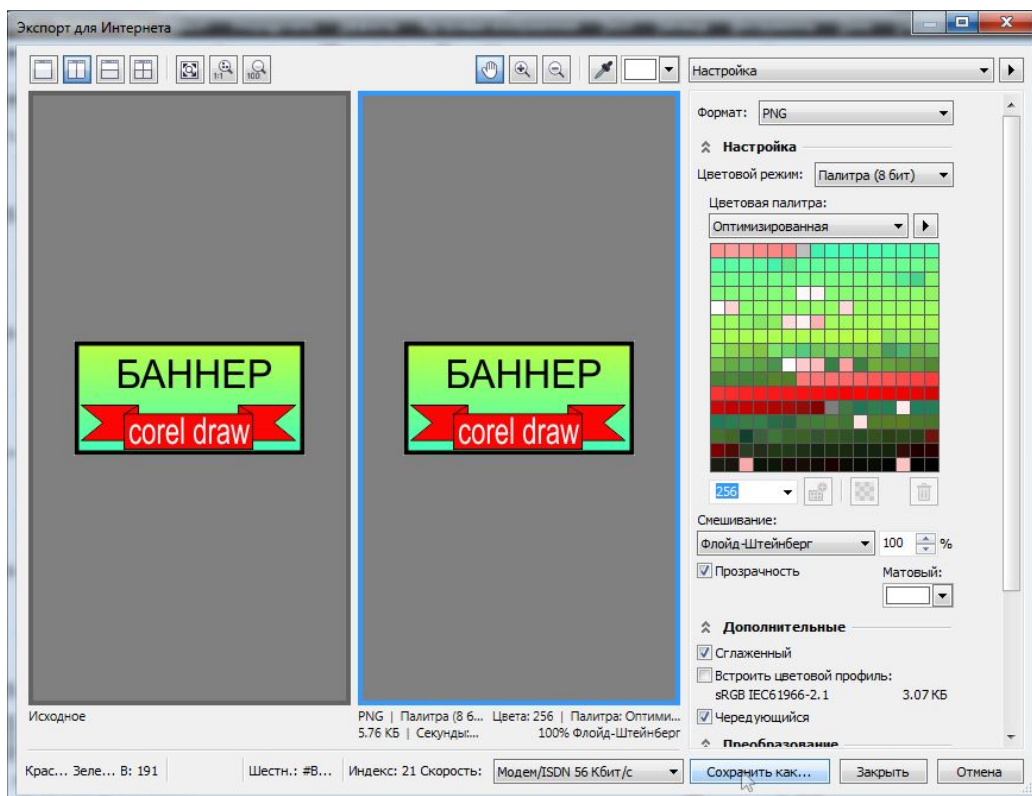 Экспорт для Интернета
1:1
100
Настройка
Формат: PNG
Настройка
Цветовой режим: Палитра (8 бит)
Цветовая палитра:
Оптимизированная
БАННЕР
corel draw
БАННЕР
corel draw
256
Смешивание:
Флойд-Штейнберг 100 %
Прозрачность Матовый:
Дополнительные
Сглаженный
Встроить цветовой профиль:
sRGB IEC61966-2.1 3.07 КБ
Чередующийся
Преобразование
Исходное
PNG | Палитра (8 б... Цвета: 256 | Палитра: Оптими...
5.76 КБ | Секунды:... 100% Флойд-Штейнберг
Крас... Зеле... В: 191 Шестн.: #B... Индекс: 21 Скорость: Модем/ISDN 56 Кбит/с Сохранить как... Закрыть Отмена